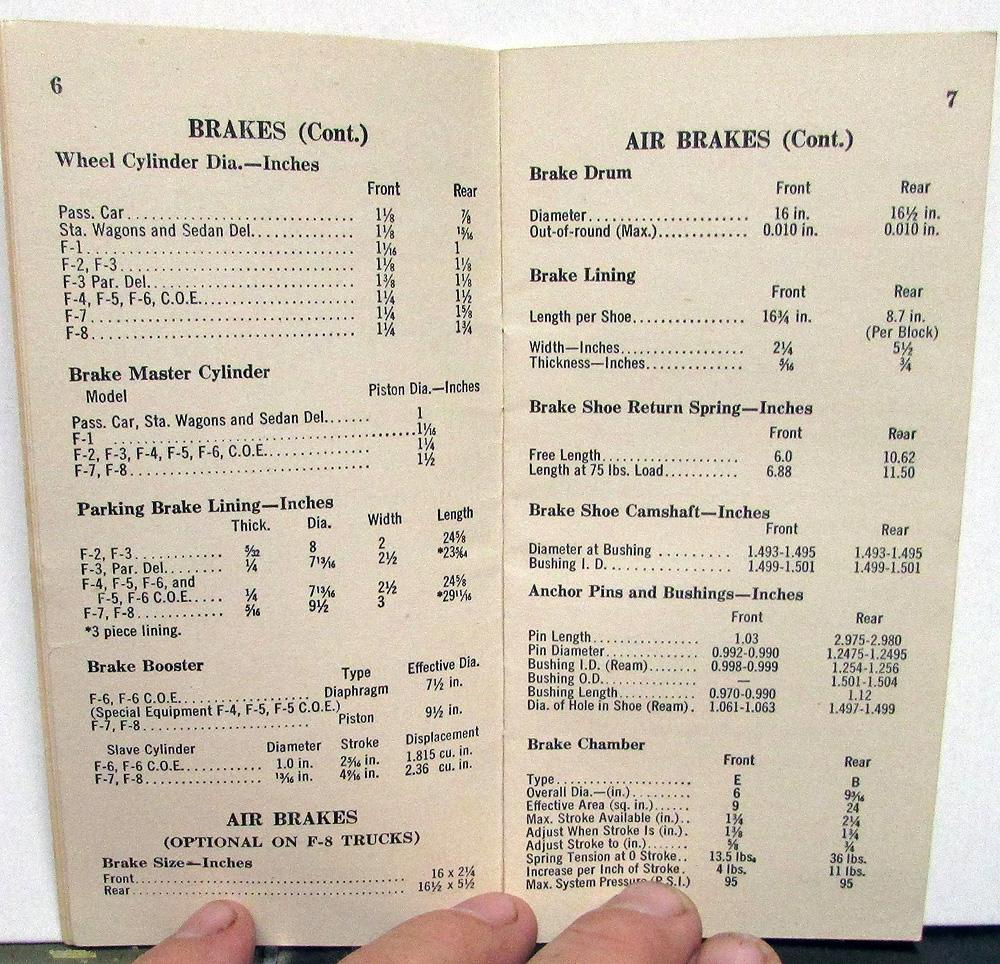 6
BRAKES (Cont.)
Wheel Cylinder Dia.—Inches
Front Rear
Pass. Car 1⅛ ⅞
Sta. Wagons and Sedan Del. 1⅛ 15/16
F-1 1 1/16 1
F-2, F-3 1⅛ 1⅛
F-3 Par. Del. 1⅜ 1⅛
F-4, F-5, F-6, C.O.E. 1¼ 1½
F-7 1¼ 1⅝
F-8 1¼ 1¾
Brake Master Cylinder
Model Piston Dia.—Inches
Pass. Car, Sta. Wagons and Sedan Del. 1
F-1 1 1/16
F-2, F-3, F-4, F-5, F-6, C.O.E. 1¼
F-7, F-8 1½
Parking Brake Lining—Inches
Thick. Dia. Width Length
F-2, F-3 5/32 8 2 24⅝
F-3, Par. Del. ¼ 7 13/16 2½ *23 5/64
F-4, F-5, F-6, and
F-5, F-6 C.O.E. ¼ 7 13/16 2½ 24⅝
F-7, F-8 5/16 9½ 3 *29 11/16
*3 piece lining.
Brake Booster
Type Effective Dia.
F-6, F-6 C.O.E. Diaphragm 7½ in.
(Special Equipment F-4, F-5, F-5 C.O.E.)
F-7, F-8 Piston 9½ in.
Slave Cylinder Diameter Stroke Displacement
F-6, F-6 C.O.E. 1.0 in. 2 5/16 in. 1.815 cu. in.
F-7, F-8 13/16 in. 4 9/16 in. 2.36 cu. in.
AIR BRAKES
(OPTIONAL ON F-8 TRUCKS)
Brake Size—Inches
Front 16 x 2¼
Rear 16½ x 5½
7
AIR BRAKES (Cont.)
Brake Drum
Front Rear
Diameter 16 in. 16½ in.
Out-of-round (Max.) 0.010 in. 0.010 in.
Brake Lining
Front Rear
Length per Shoe 16¾ in. 8.7 in.
(Per Block)
Width—Inches 2¼ 5½
Thickness—Inches 5/16 ¾
Brake Shoe Return Spring—Inches
Front Rear
Free Length 6.0 10.62
Length at 75 lbs. Load 6.88 11.50
Brake Shoe Camshaft—Inches
Front Rear
Diameter at Bushing 1.493-1.495 1.493-1.495
Bushing I. D. 1.499-1.501 1.499-1.501
Anchor Pins and Bushings—Inches
Front Rear
Pin Length 1.03 2.975-2.980
Pin Diameter 0.992-0.990 1.2475-1.2495
Bushing I.D. (Ream) 0.998-0.999 1.254-1.256
Bushing O.D. — 1.501-1.504
Bushing Length 0.970-0.990 1.12
Dia. of Hole in Shoe (Ream). 1.061-1.063 1.497-1.499
Brake Chamber
Front Rear
Type E B
Overall Dia.—(in.) 6 9 3/16
Effective Area (sq. in.) 9 24
Max. Stroke Available (in.) 1¾ 2¼
Adjust When Stroke Is (in.) 1⅜ 1¾
Adjust Stroke to (in.) ⅝ ¾
Spring Tension at 0 Stroke 13.5 lbs. 36 lbs.
Increase per Inch of Stroke 4 lbs. 11 lbs.
Max. System Pressure (P.S.I.) 95 95